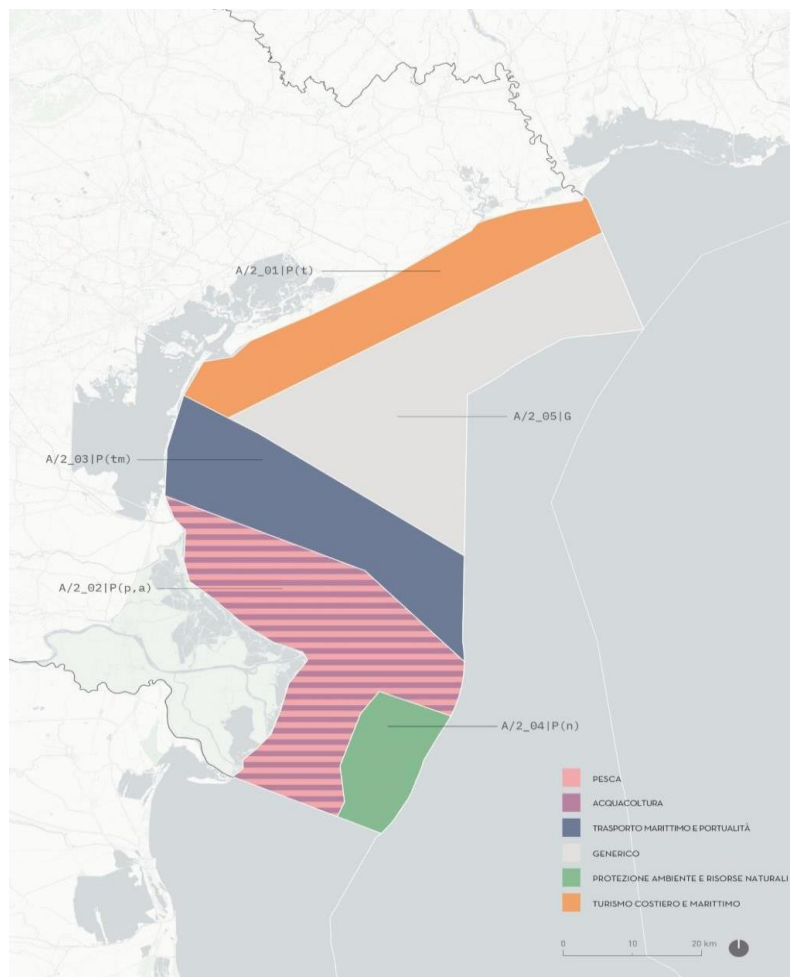 A/2_01|P(t)
A/2_05|G
A/2_03|P(tm)
A/2_02|P(p,a)
A/2_04|P(n)
PESCA
ACQUACOLTURA
TRASPORTO MARITTIMO E PORTUALITÀ
GENERICO
PROTEZIONE AMBIENTE E RISORSE NATURALI
TURISMO COSTIERO E MARITTIMO
0 10 20 km